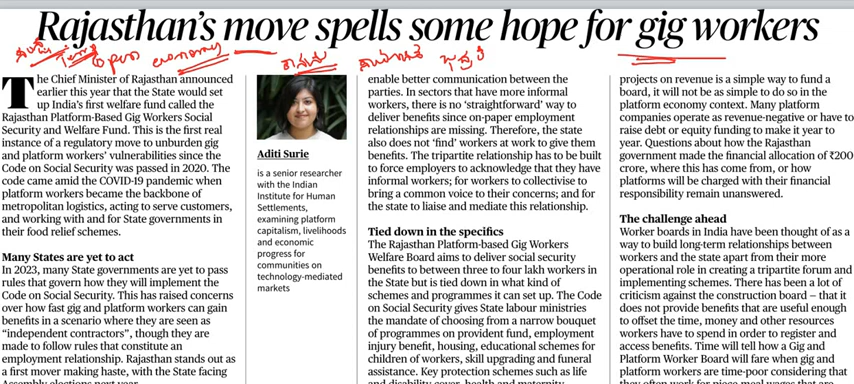 Rajasthan's move spells some hope for gig workers
economy
The Chief Minister of Rajasthan announced
earlier this year that the State would set
up India's first welfare fund called the
Rajasthan Platform-Based Gig Workers Social
Security and Welfare Fund. This is the first real
instance of a regulatory move to unburden gig
and platform workers' vulnerabilities since the
Code on Social Security was passed in 2020. The
code came amid the COVID-19 pandemic when
platform workers became the backbone of
metropolitan logistics, acting to serve customers,
and working with and for State governments in
their food relief schemes.
Many States are yet to act
In 2023, many State governments are yet to pass
rules that govern how they will implement the
Code on Social Security. This has raised concerns
over how fast gig and platform workers can gain
benefits in a scenario where they are seen as
"independent contractors", though they are
made to follow rules that constitute an
employment relationship. Rajasthan stands out as
a first mover making haste, with the State facing
Assembly elections next year.
Aditi Surie
is a senior researcher
with the Indian
Institute for Human
Settlements,
examining platform
capitalism, livelihoods
and economic
progress for
communities on
technology-mediated
markets
enable better communication between the
parties. In sectors that have more informal
workers, there is no 'straightforward' way to
deliver benefits since on-paper employment
relationships are missing. Therefore, the state
also does not 'find' workers at work to give them
benefits. The tripartite relationship has to be built
to force employers to acknowledge that they have
informal workers; for workers to collectivise to
bring a common voice to their concerns; and for
the state to liaise and mediate this relationship.
Tied down in the specifics
The Rajasthan Platform-based Gig Workers
Welfare Board aims to deliver social security
benefits to between three to four lakh workers in
the State but is tied down in what kind of
schemes and programmes it can set up. The Code
on Social Security gives State labour ministries
the mandate of choosing from a narrow bouquet
of programmes on provident fund, employment
injury benefit, housing, educational schemes for
children of workers, skill upgrading and funeral
assistance. Key protection schemes such as life
and disability cover, health and maternity
projects on revenue is a simple way to fund a
board, it will not be as simple to do so in the
platform economy context. Many platform
companies operate as revenue-negative or have to
raise debt or equity funding to make it year to
year. Questions about how the Rajasthan
government made the financial allocation of ₹200
crore, where this has come from, or how
platforms will be charged with their financial
responsibility remain unanswered.
The challenge ahead
Worker boards in India have been thought of as a
way to build long-term relationships between
workers and the state apart from their more
operational role in creating a tripartite forum and
implementing schemes. There has been a lot of
criticism against the construction board – that it
does not provide benefits that are useful enough
to offset the time, money and other resources
workers have to spend in order to register and
access benefits. Time will tell how a Gig and
Platform Worker Board will fare when gig and
platform workers are time-poor considering that
they often work for piece meal wages that are